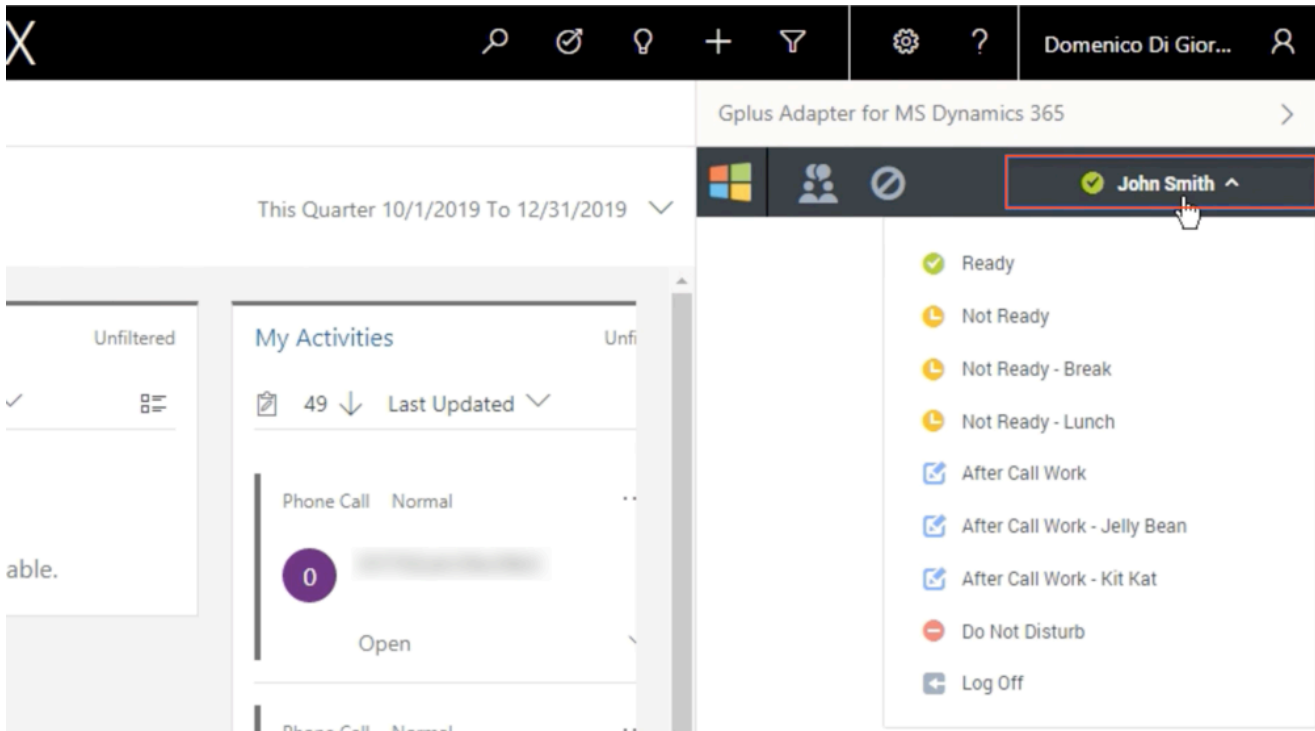 X
Domenico Di Gior...
Gplus Adapter for MS Dynamics 365
John Smith
This Quarter 10/1/2019 To 12/31/2019
Unfiltered
able.
My Activities
Unfi
49
Last Updated
Phone Call Normal
0
Open
Phone Call Normal
Ready
Not Ready
Not Ready - Break
Not Ready - Lunch
After Call Work
After Call Work - Jelly Bean
After Call Work - Kit Kat
Do Not Disturb
Log Off